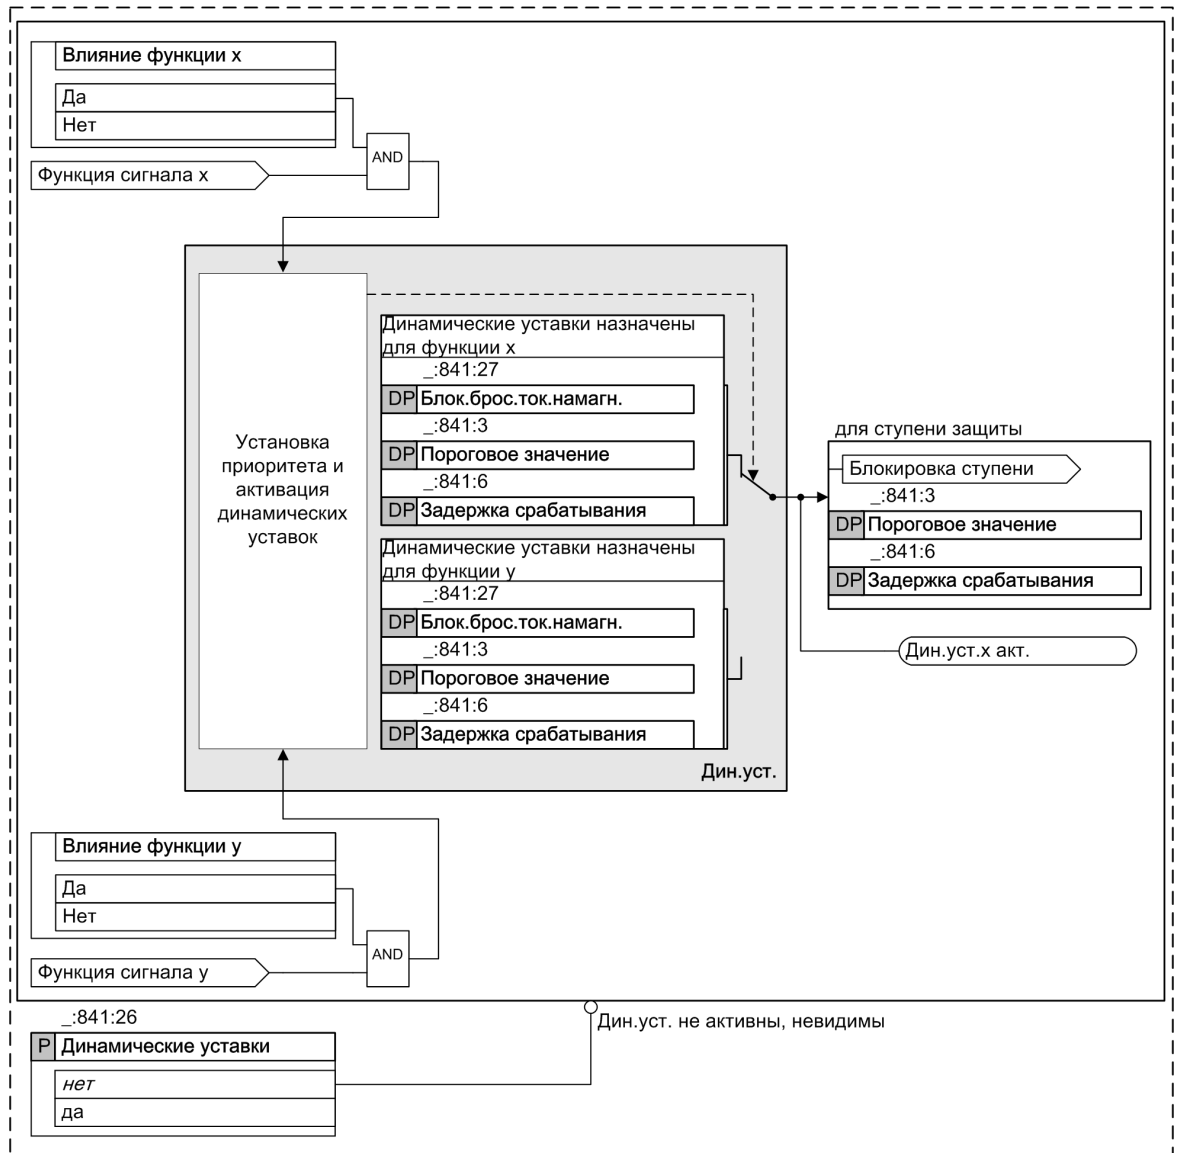 Влияние функции x
Да
Нет
AND
Функция сигнала x
Установка
приоритета и
активация
динамических
уставок
Динамические уставки назначены
для функции x
_:841:27
DP Блок.брос.ток.намагн.
_:841:3
DP Пороговое значение
_:841:6
DP Задержка срабатывания
Динамические уставки назначены
для функции y
_:841:27
DP Блок.брос.ток.намагн.
_:841:3
DP Пороговое значение
_:841:6
DP Задержка срабатывания
Дин.уст.
для ступени защиты
Блокировка ступени
_:841:3
DP Пороговое значение
_:841:6
DP Задержка срабатывания
Дин.уст.x акт.
Влияние функции y
Да
Нет
AND
Функция сигнала y
_:841:26
P Динамические уставки
нет
да
Дин.уст. не активны, невидимы